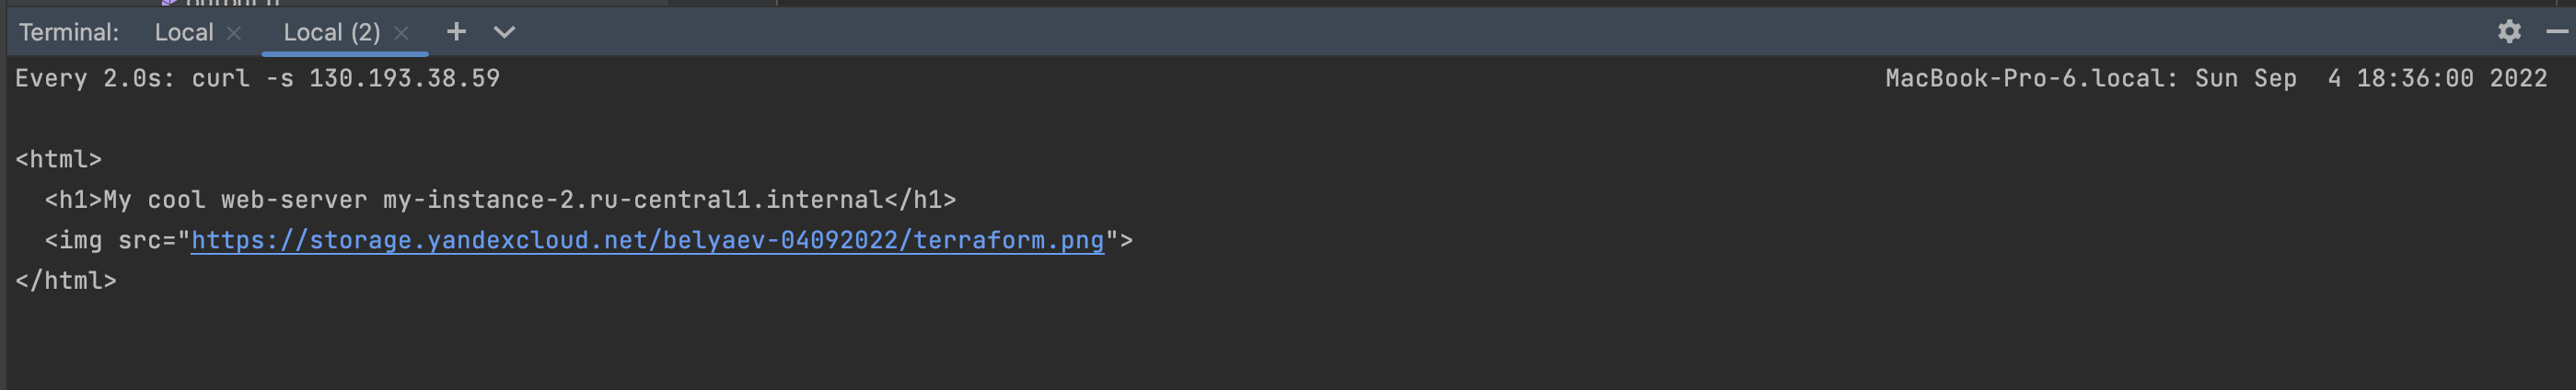 Terminal: Local Local (2)
Every 2.0s: curl -s 130.193.38.59 MacBook-Pro-6.local: Sun Sep  4 18:36:00 2022
<html>
  <h1>My cool web-server my-instance-2.ru-central1.internal</h1>
  <img src="https://storage.yandexcloud.net/belyaev-04092022/terraform.png">
</html>